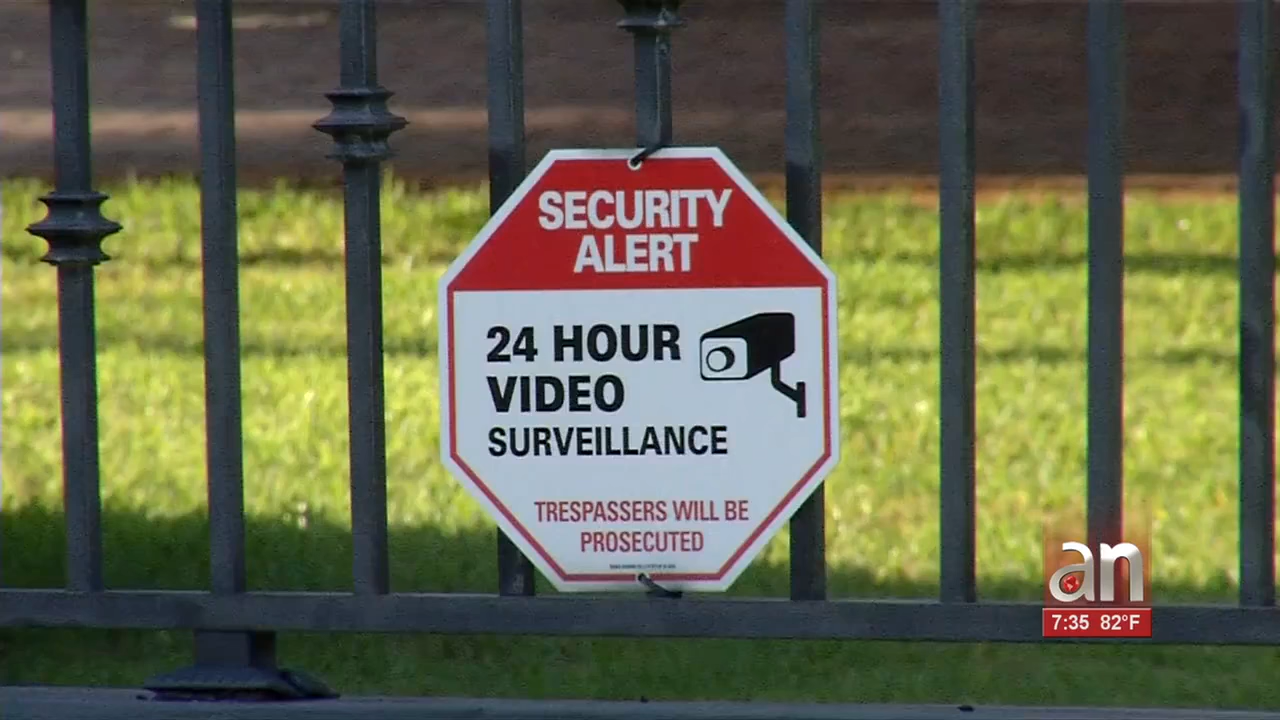 SECURITY
ALERT
24 HOUR
VIDEO
SURVEILLANCE
TRESPASSERS WILL BE
PROSECUTED
an
7:35 82°F